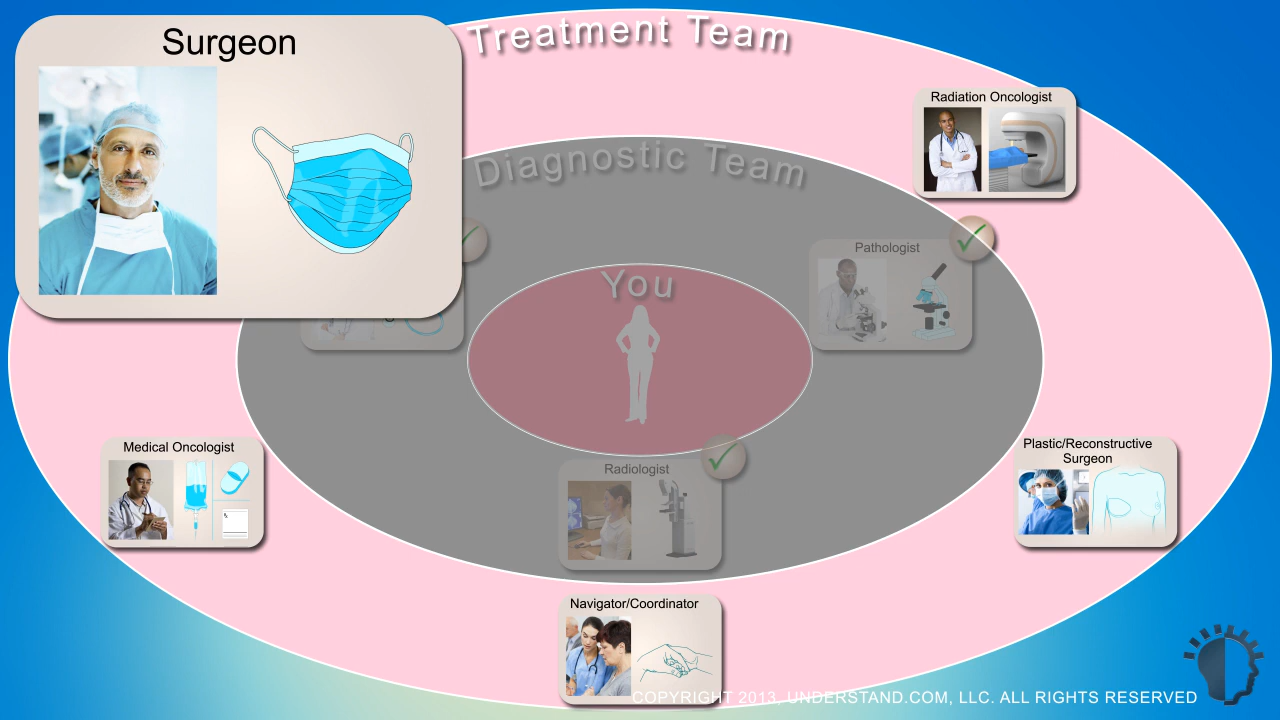 Treatment Team
Surgeon
Radiation Oncologist
Diagnostic Team
Pathologist
You
Medical Oncologist
Plastic/Reconstructive
Surgeon
Radiologist
Navigator/Coordinator
COPYRIGHT 2013, UNDERSTAND.COM, LLC. ALL RIGHTS RESERVED